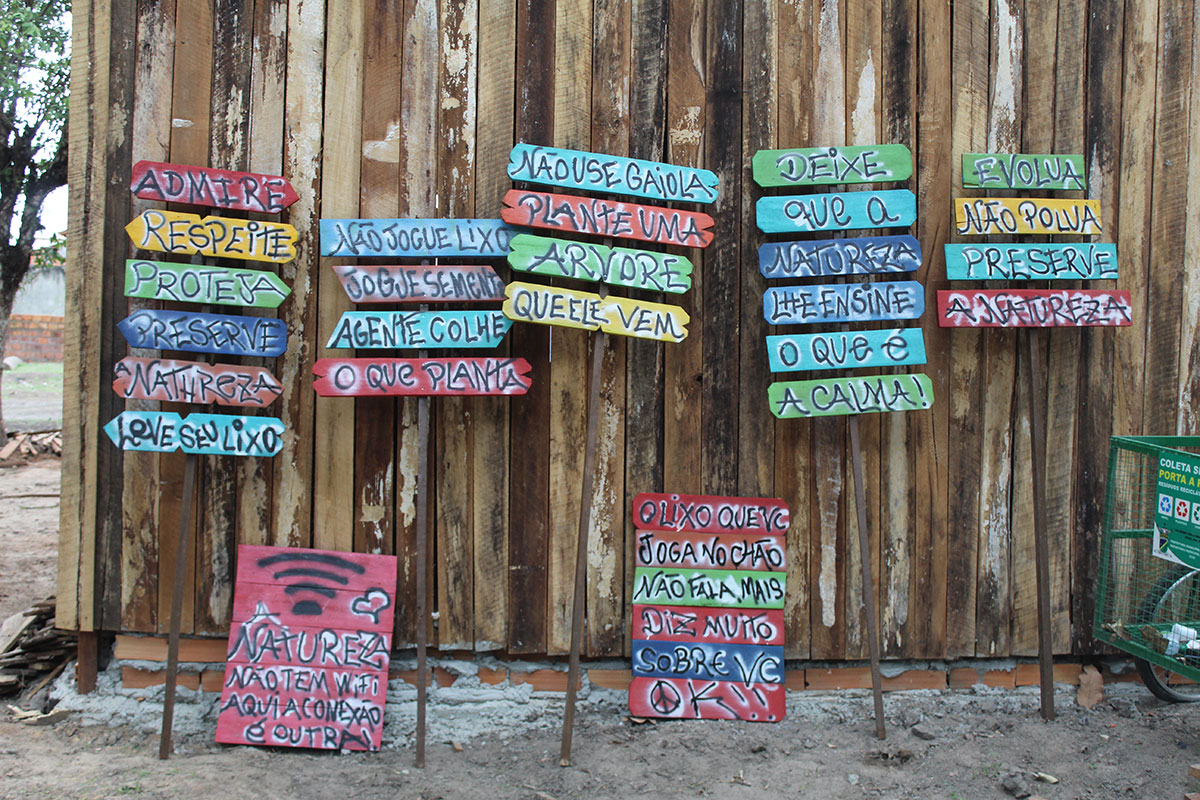 ADMIRE
RESPEITE
PROTEJA
PRESERVE
A NATUREZA
LEVE SEU LIXO
NÃO JOGUE LIXO
JOGUE SEMENTE
AGENTE COLHE
O QUE PLANTA
NÃO USE GAIOLA
PLANTE UMA
ARVORE
QUE ELE VEM
DEIXE
QUE A
NATUREZA
LHE ENSINE
O QUE É
A CALMA!
EVOLUA
NÃO POLUA
PRESERVE
A NATUREZA
A
NATUREZA
NÃO TEM WIFI
AQUI A CONEXÃO
É OUTRA!
O LIXO QUE VC
JOGA NO CHÃO
NÃO FALA, MAS
DIZ MUITO
SOBRE VC
OK!!
COLETA
PORTA A